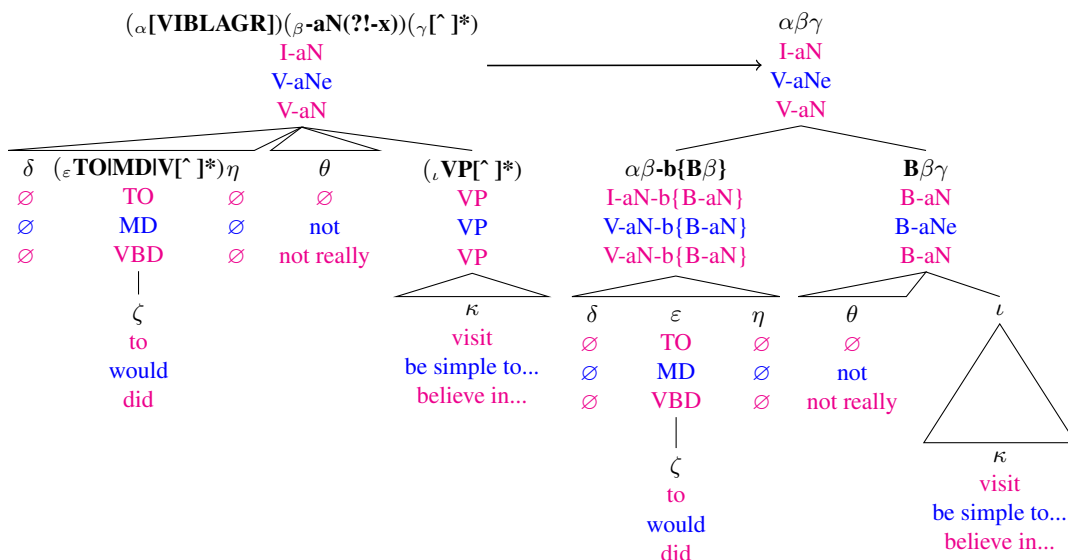 (α[VIBLAGR])(β-aN(?!-x))(γ[^ ]*) αβγ
I-aN I-aN
V-aNe V-aNe
V-aN V-aN
δ (εTO|MD|V[^ ]*) η θ (ιVP[^ ]*) αβ-b{Bβ} Bβγ
∅ TO ∅ ∅ VP I-aN-b{B-aN} B-aN
∅ MD ∅ not VP V-aN-b{B-aN} B-aNe
∅ VBD ∅ not really VP V-aN-b{B-aN} B-aN
ζ κ δ ε η θ ι
to visit ∅ TO ∅ ∅
would be simple to... ∅ MD ∅ not
did believe in... ∅ VBD ∅ not really
ζ κ
to visit
would be simple to...
did believe in...